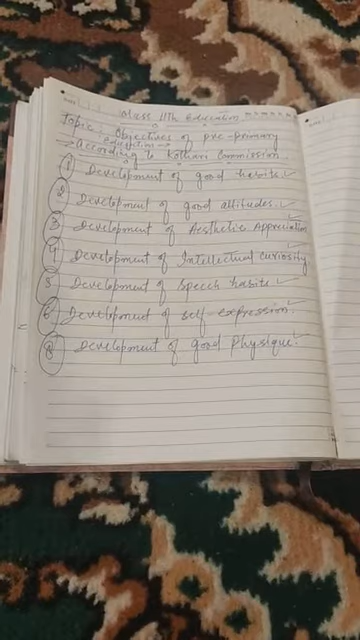 Class 11th Education
Topic: Objectives of pre-primary
education
→ According to Kothari Commission.
1 Development of good habits.
2 Development of good attitudes.
3 Development of Aesthetic Appreciation
4 Development of Intellectual curiosity
5 Development of Speech habits
6 Development of self-expression.
8 Development of Good Physique.